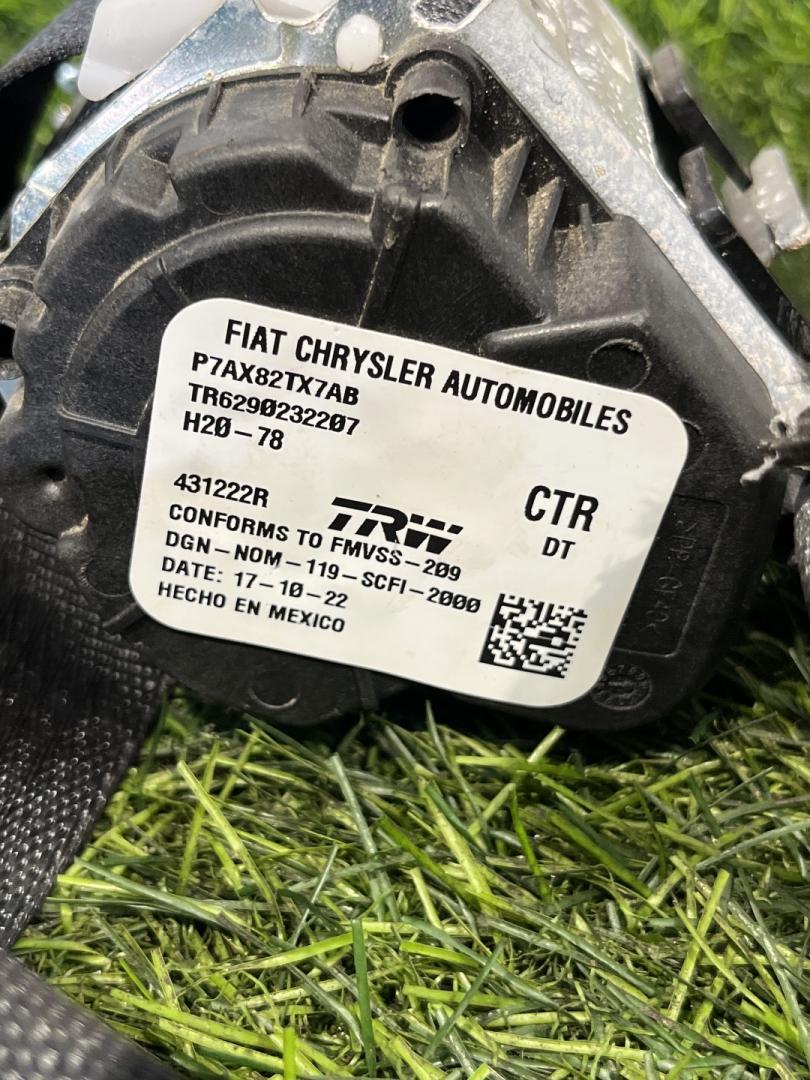 FIAT CHRYSLER AUTOMOBILES
P7AX82TX7AB
TR6290232207
H20-78
431222R
TRW
CTR
DT
CONFORMS TO FMVSS-209
DGN-NOM-119-SCFI-2000
DATE: 17-10-22
HECHO EN MEXICO